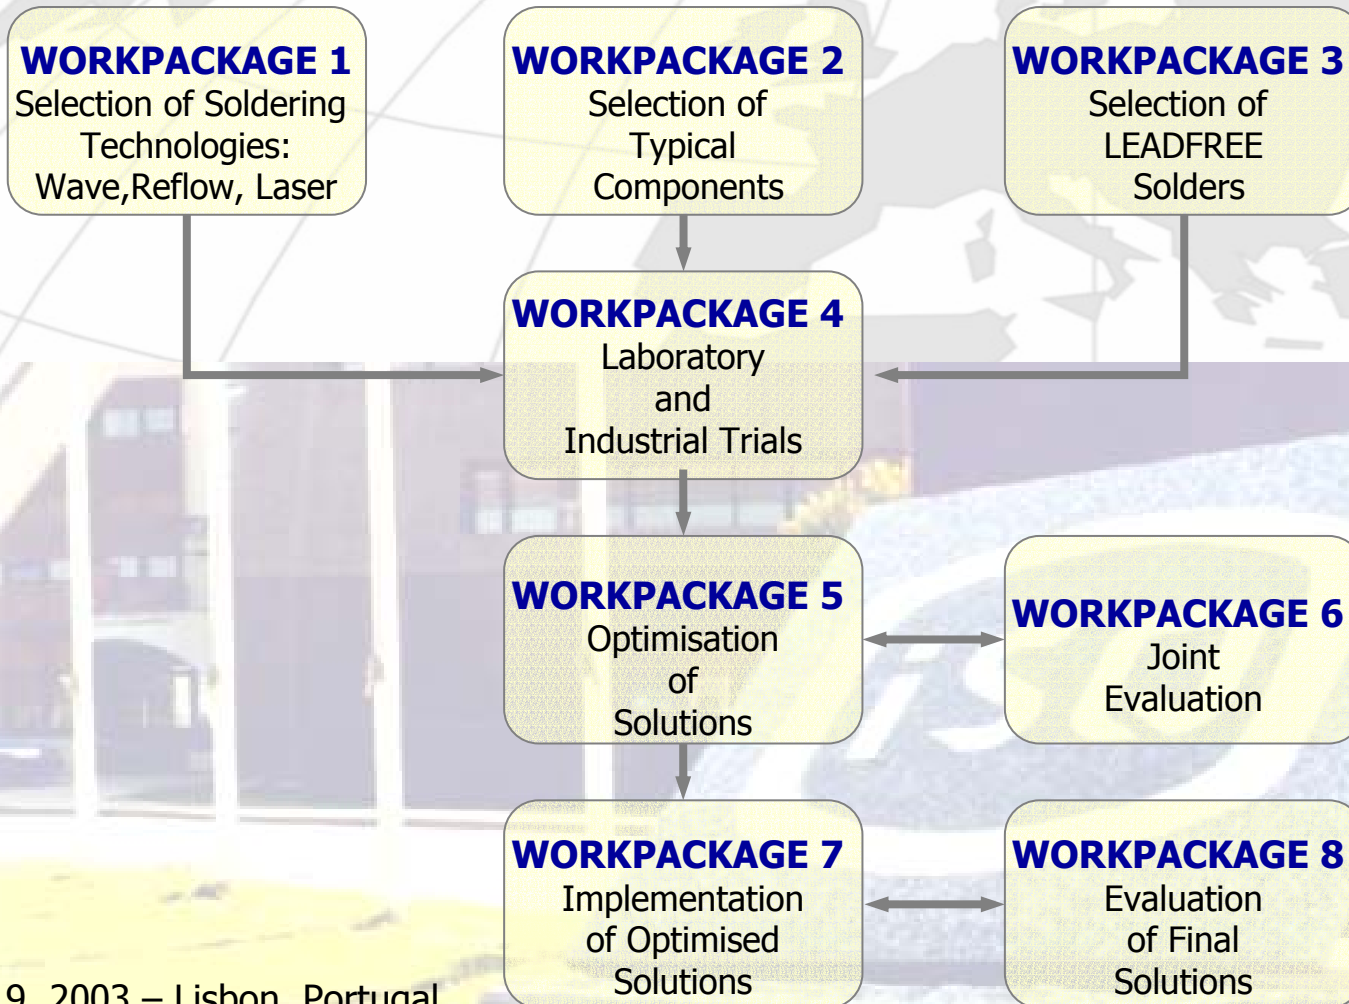 WORKPACKAGE 1
Selection of Soldering
Technologies:
Wave,Reflow, Laser
WORKPACKAGE 2
Selection of
Typical
Components
WORKPACKAGE 3
Selection of
LEADFREE
Solders
WORKPACKAGE 4
Laboratory
and
Industrial Trials
WORKPACKAGE 5
Optimisation
of
Solutions
WORKPACKAGE 6
Joint
Evaluation
WORKPACKAGE 7
Implementation
of Optimised
Solutions
WORKPACKAGE 8
Evaluation
of Final
Solutions
9, 2003 – Lisbon, Portugal